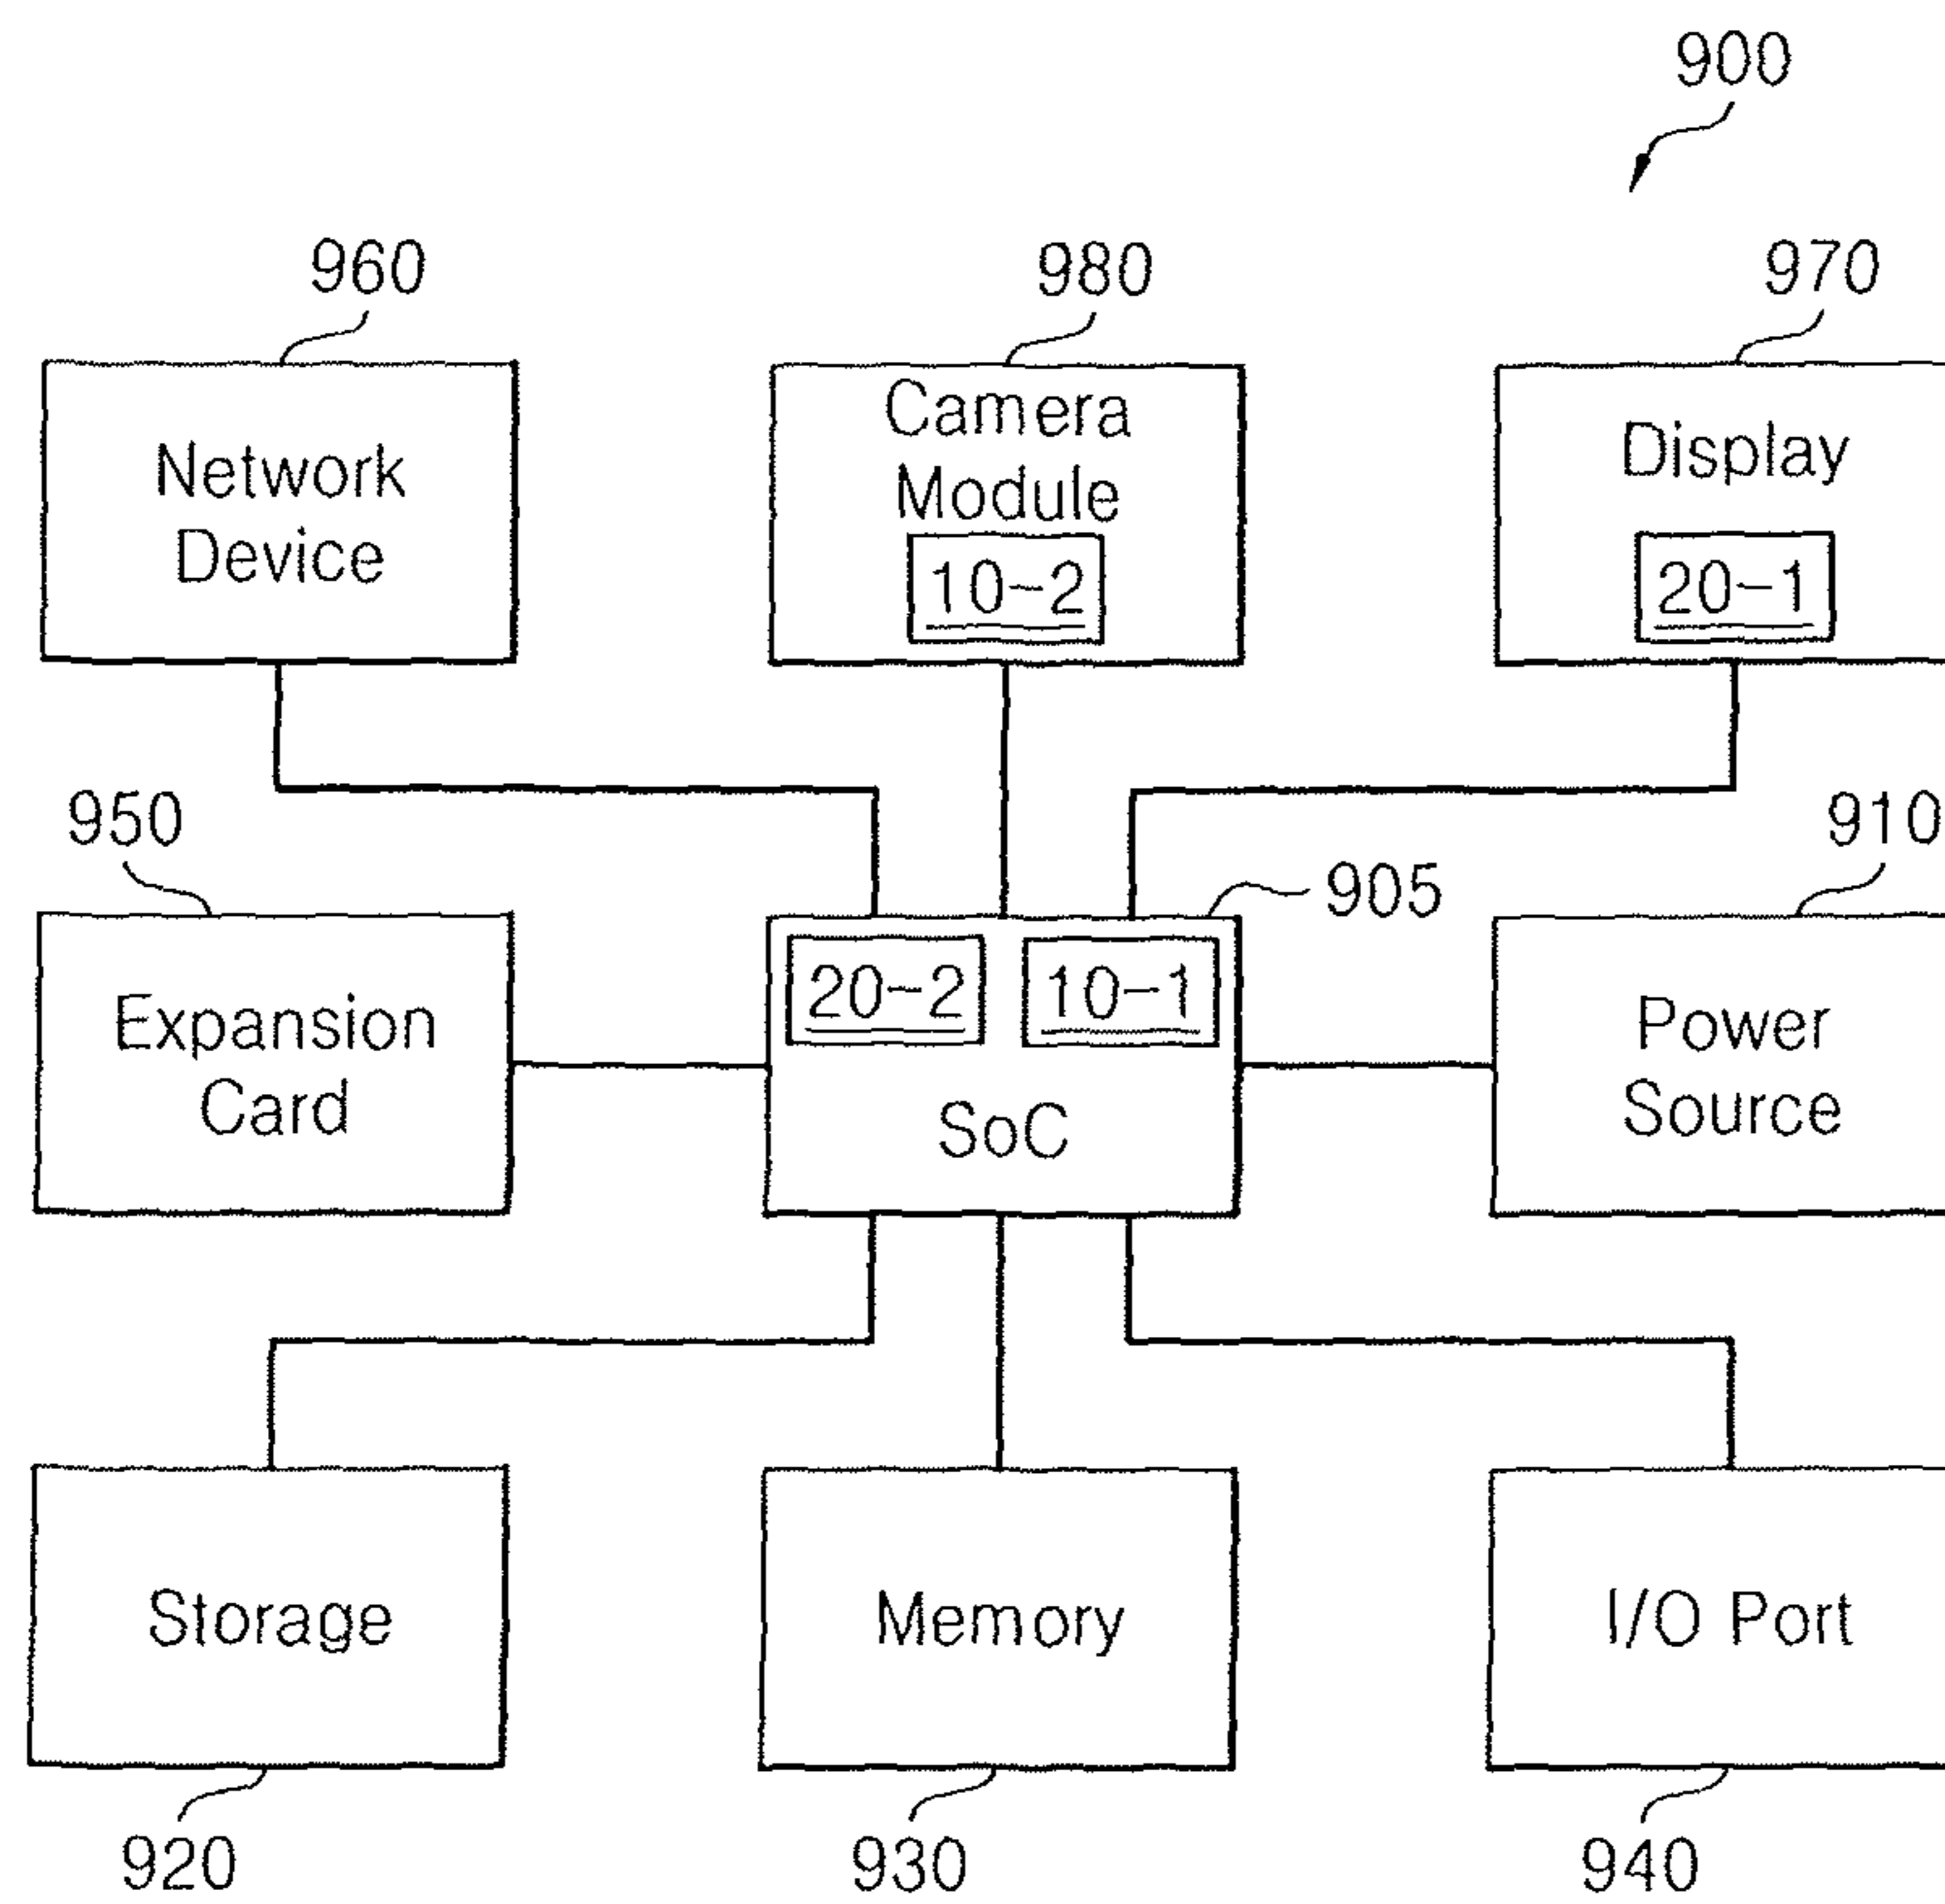 900
960
980
970
Network
Device
Camera
Module
10-2
Display
20-1
950
905
910
Expansion
Card
20-2
10-1
SoC
Power
Source
Storage
Memory
I/O Port
920
930
940